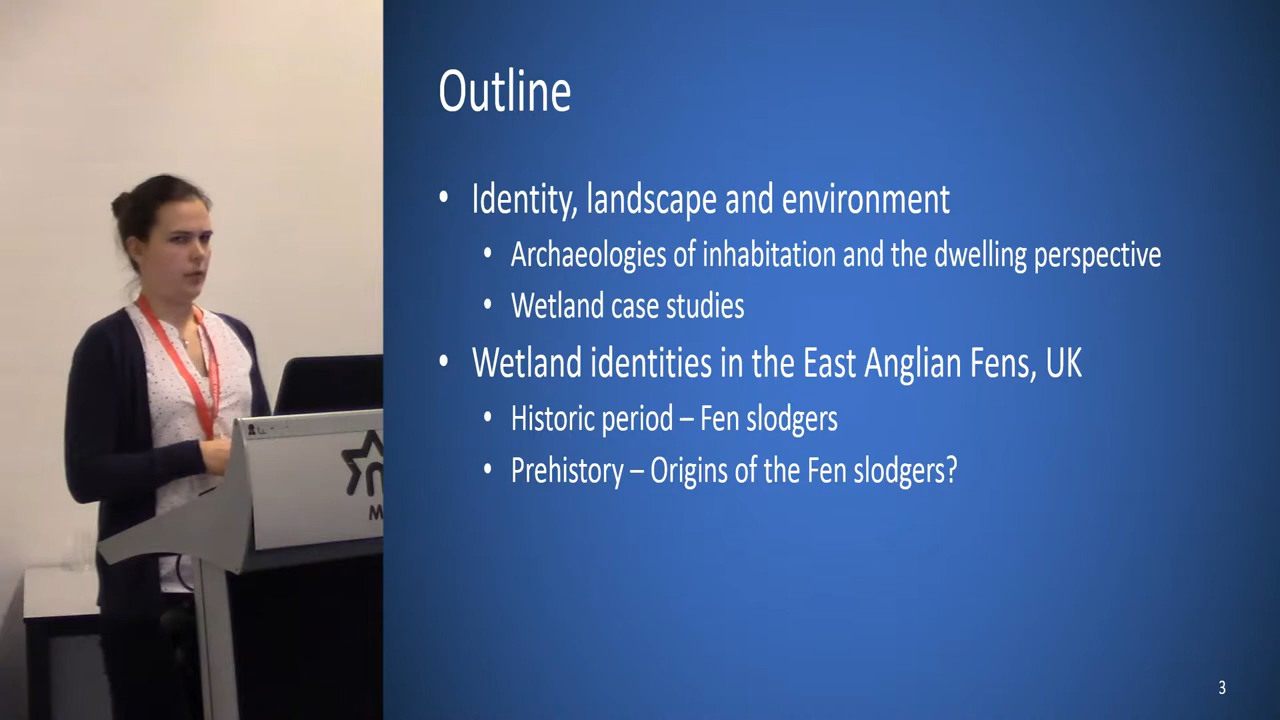 Outline
• Identity, landscape and environment
• Archaeologies of inhabitation and the dwelling perspective
• Wetland case studies
• Wetland identities in the East Anglian Fens, UK
• Historic period – Fen slodgers
• Prehistory – Origins of the Fen slodgers?
3